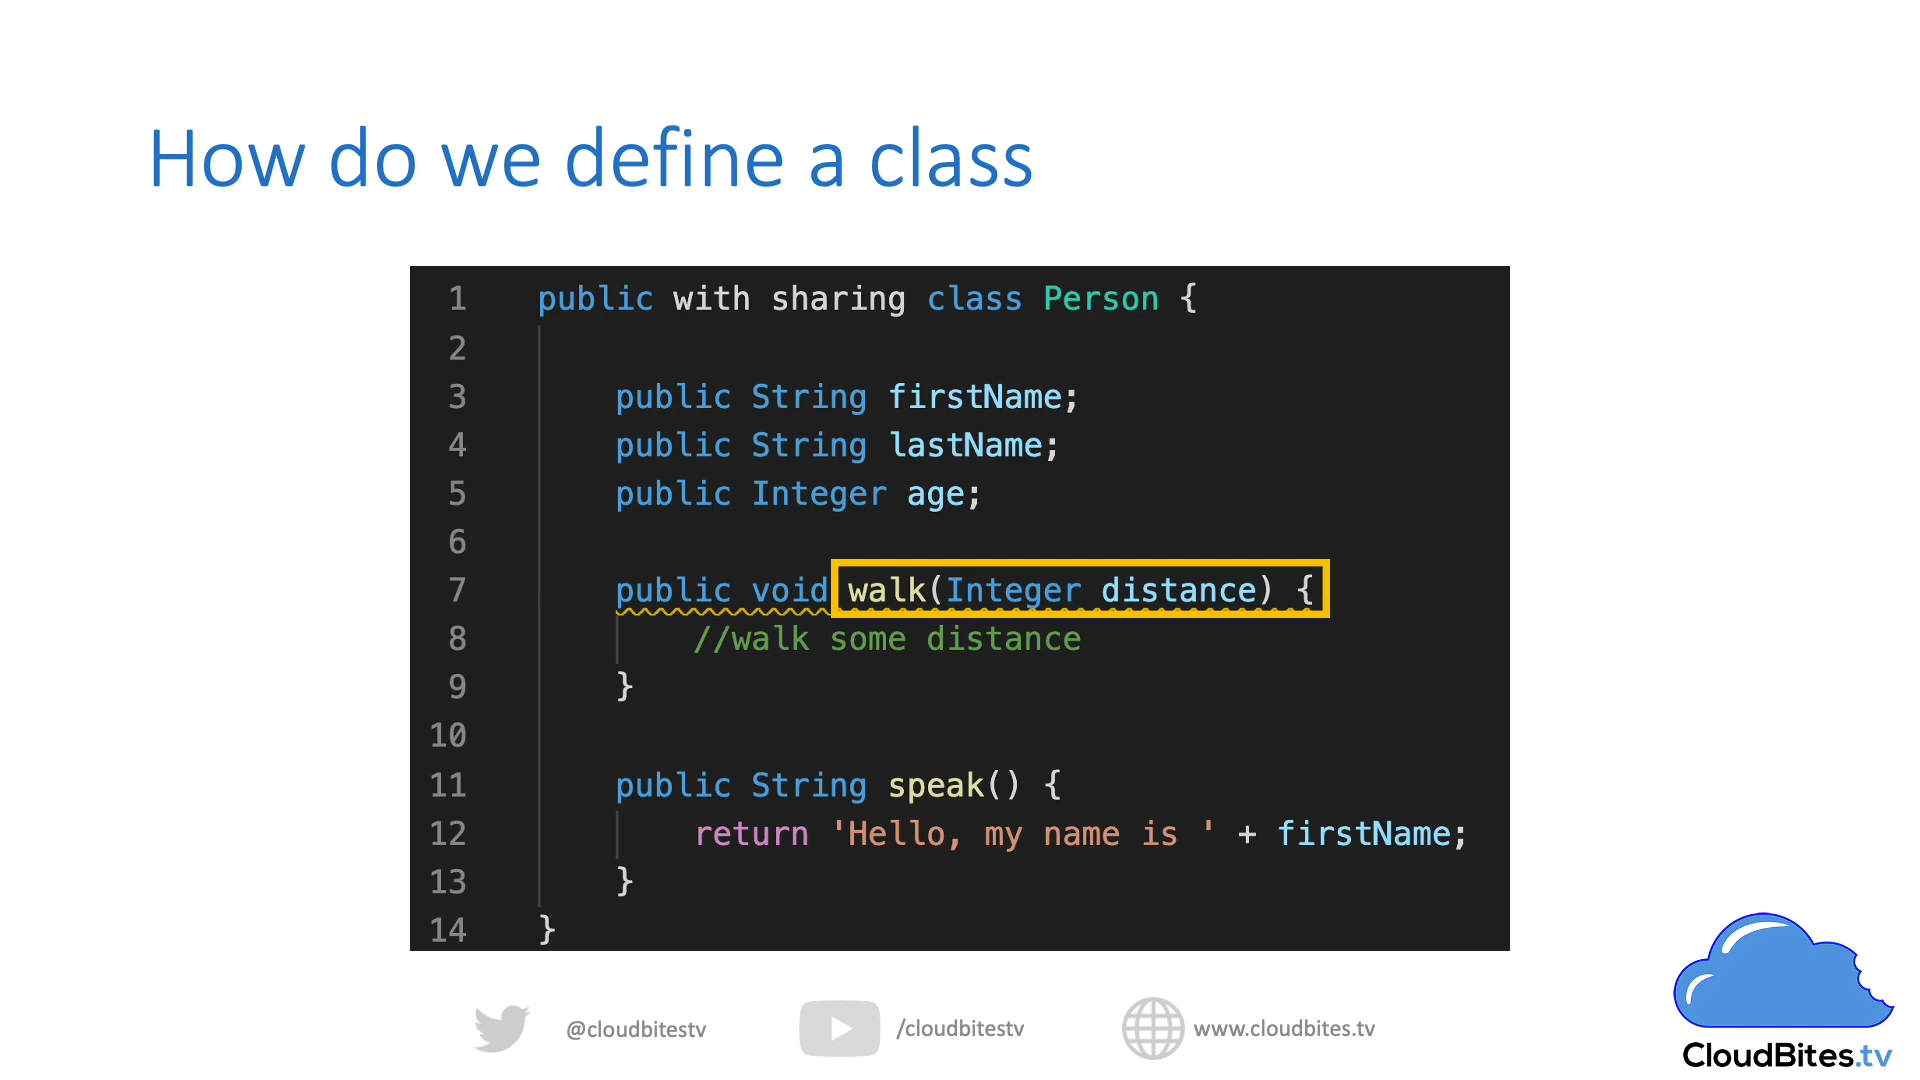 How do we define a class
1 public with sharing class Person {
2
3 public String firstName;
4 public String lastName;
5 public Integer age;
6
7 public void walk(Integer distance) {
8 //walk some distance
9 }
10
11 public String speak() {
12 return 'Hello, my name is ' + firstName;
13 }
14 }
@cloudbitestv
/cloudbitestv
www.cloudbites.tv
CloudBites.tv